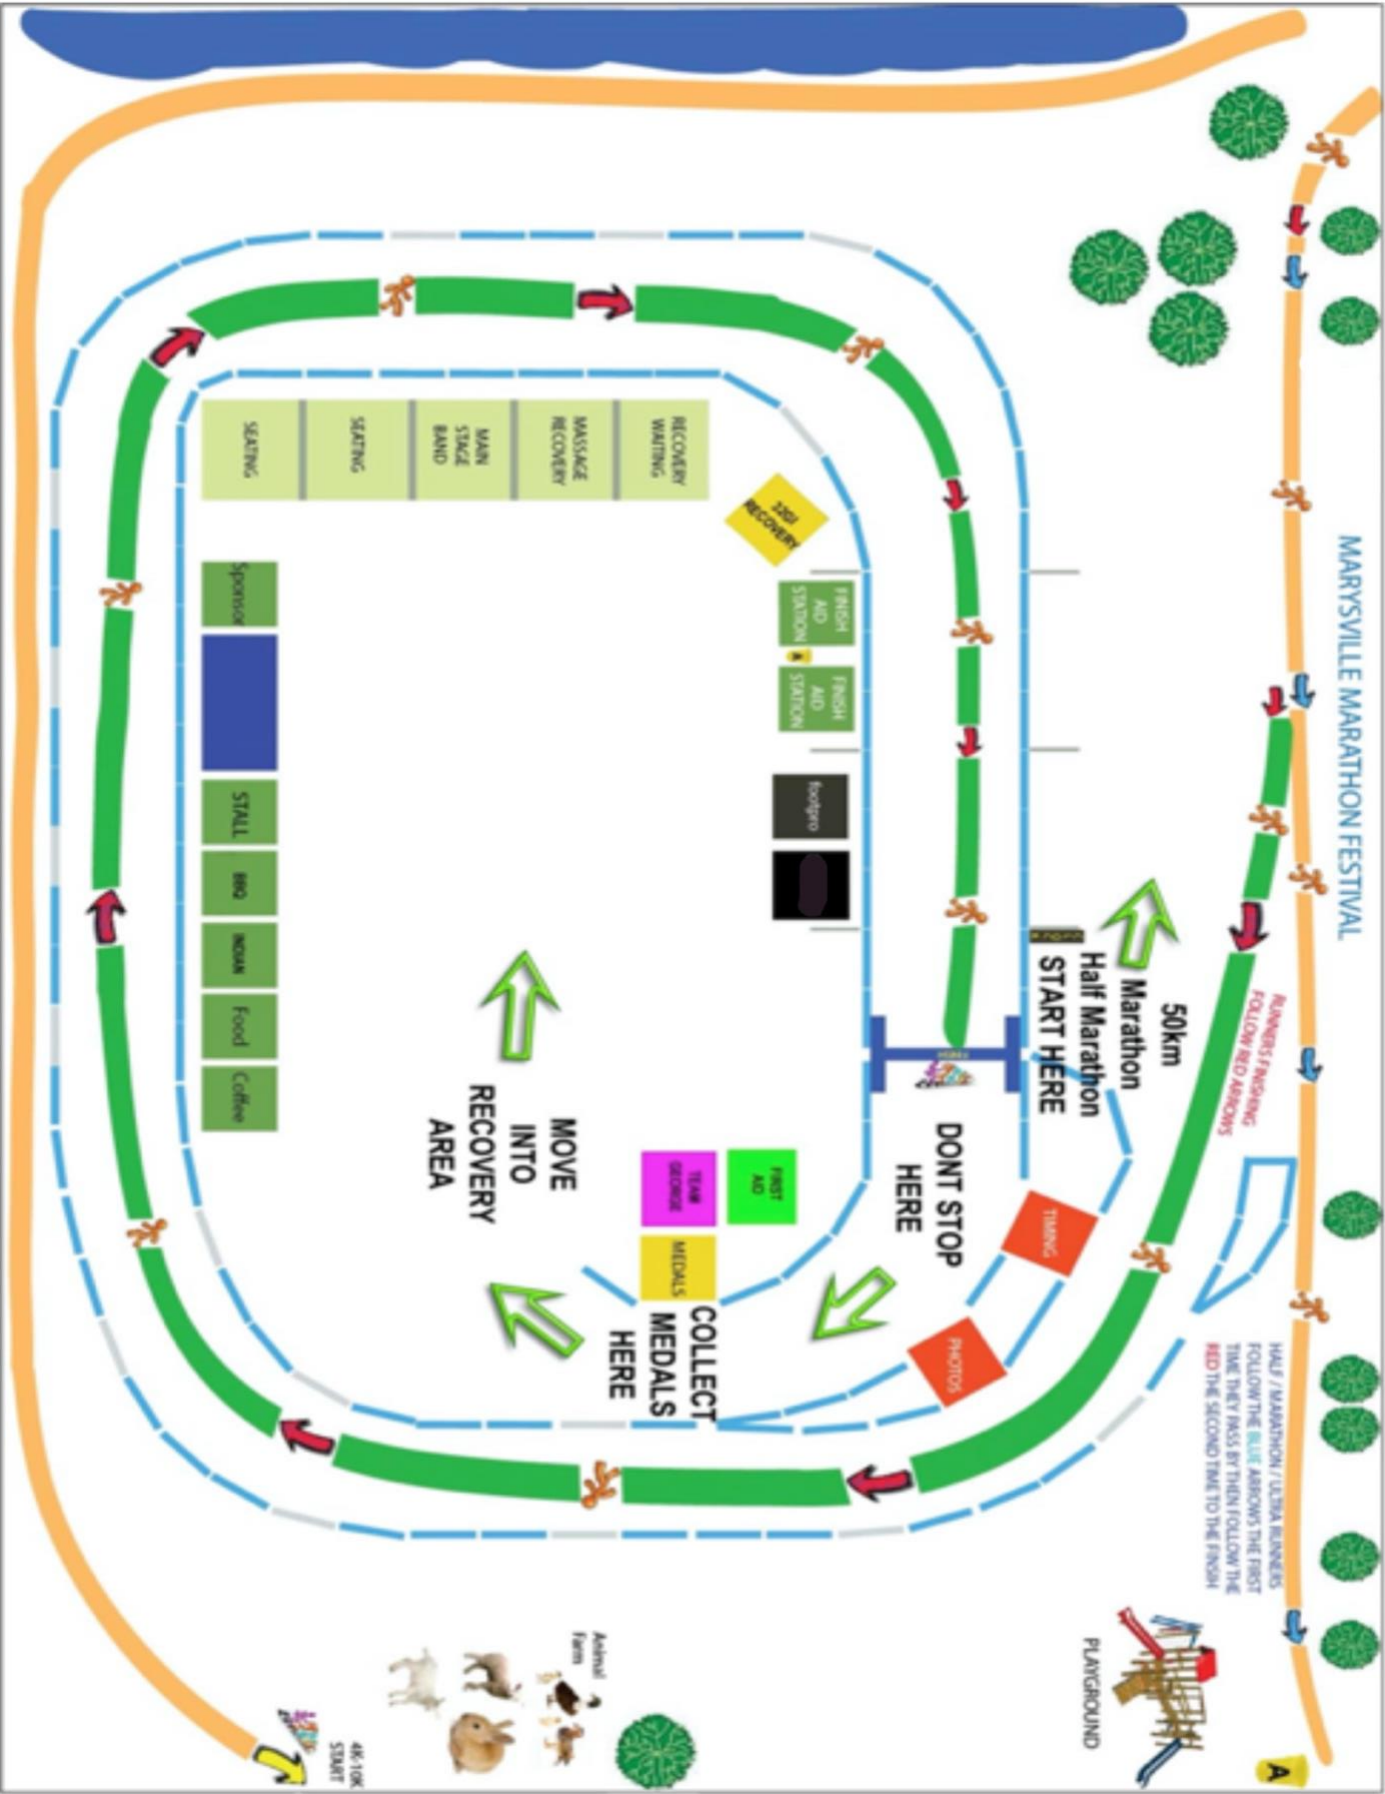 MARYSVILLE MARATHON FESTIVAL
A
RUNNERS FINISHING
FOLLOW RED ARROWS
HALF / MARATHON / ULTRA RUNNERS
FOLLOW THE BLUE ARROWS THE FIRST
TIME THEY PASS BY THEN FOLLOW THE
RED THE SECOND TIME TO THE FINSIH
PLAYGROUND
50km
Marathon
Half Marathon
START HERE
TIMING
PHOTOS
DONT STOP
HERE
FINISH
AID
STATION
A
FINISH
AID
STATION
footpro
32GI
RECOVERY
FIRST
AID
TEAM
GEORGE
MEDALS
COLLECT
MEDALS
HERE
RECOVERY
WAITING
MASSAGE
RECOVERY
MAIN
STAGE
BAND
SEATING
SEATING
MOVE
INTO
RECOVERY
AREA
Animal
Farm
Sponsor
STALL
BBQ
INDIAN
Food
Coffee
4K-10K
START